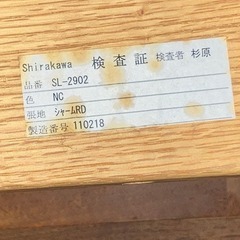 Shirakawa 検査証 検査者 杉原
品番 SL-2902
色 NC
張地 シャームRD
製造番号 110218